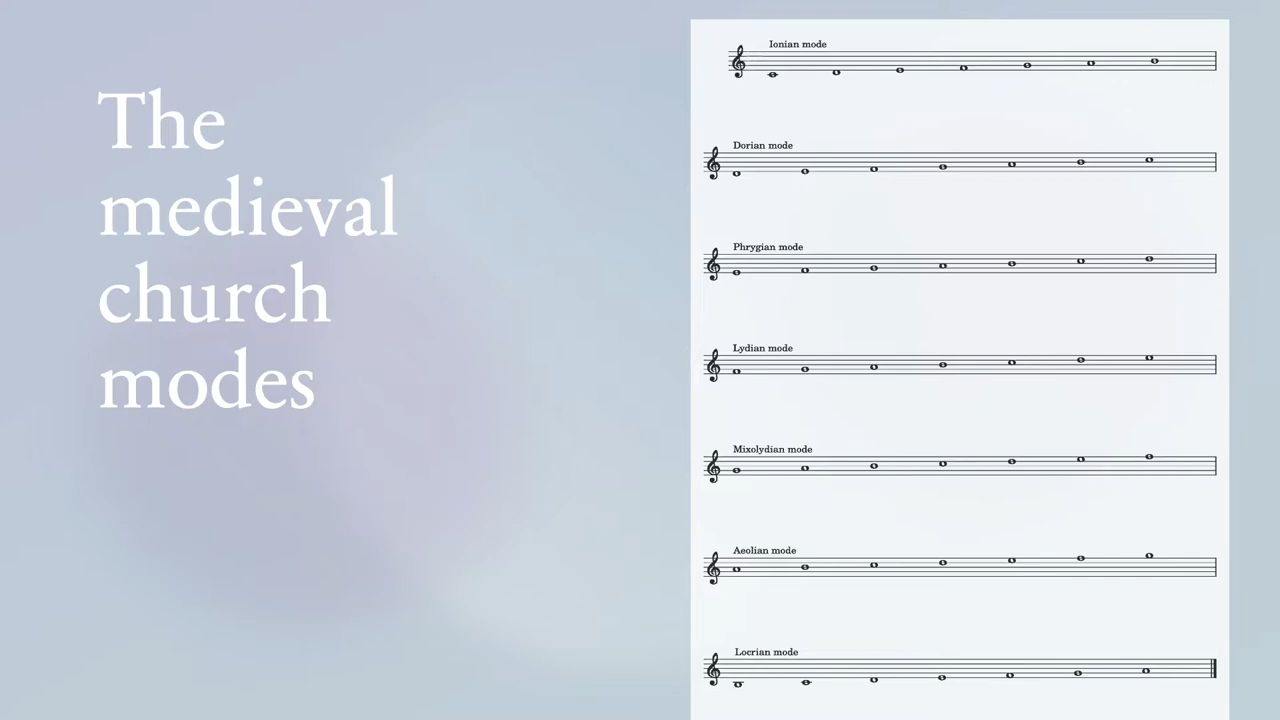 The
medieval
church
modes
Ionian mode
Dorian mode
Phrygian mode
Lydian mode
Mixolydian mode
Aeolian mode
Locrian mode